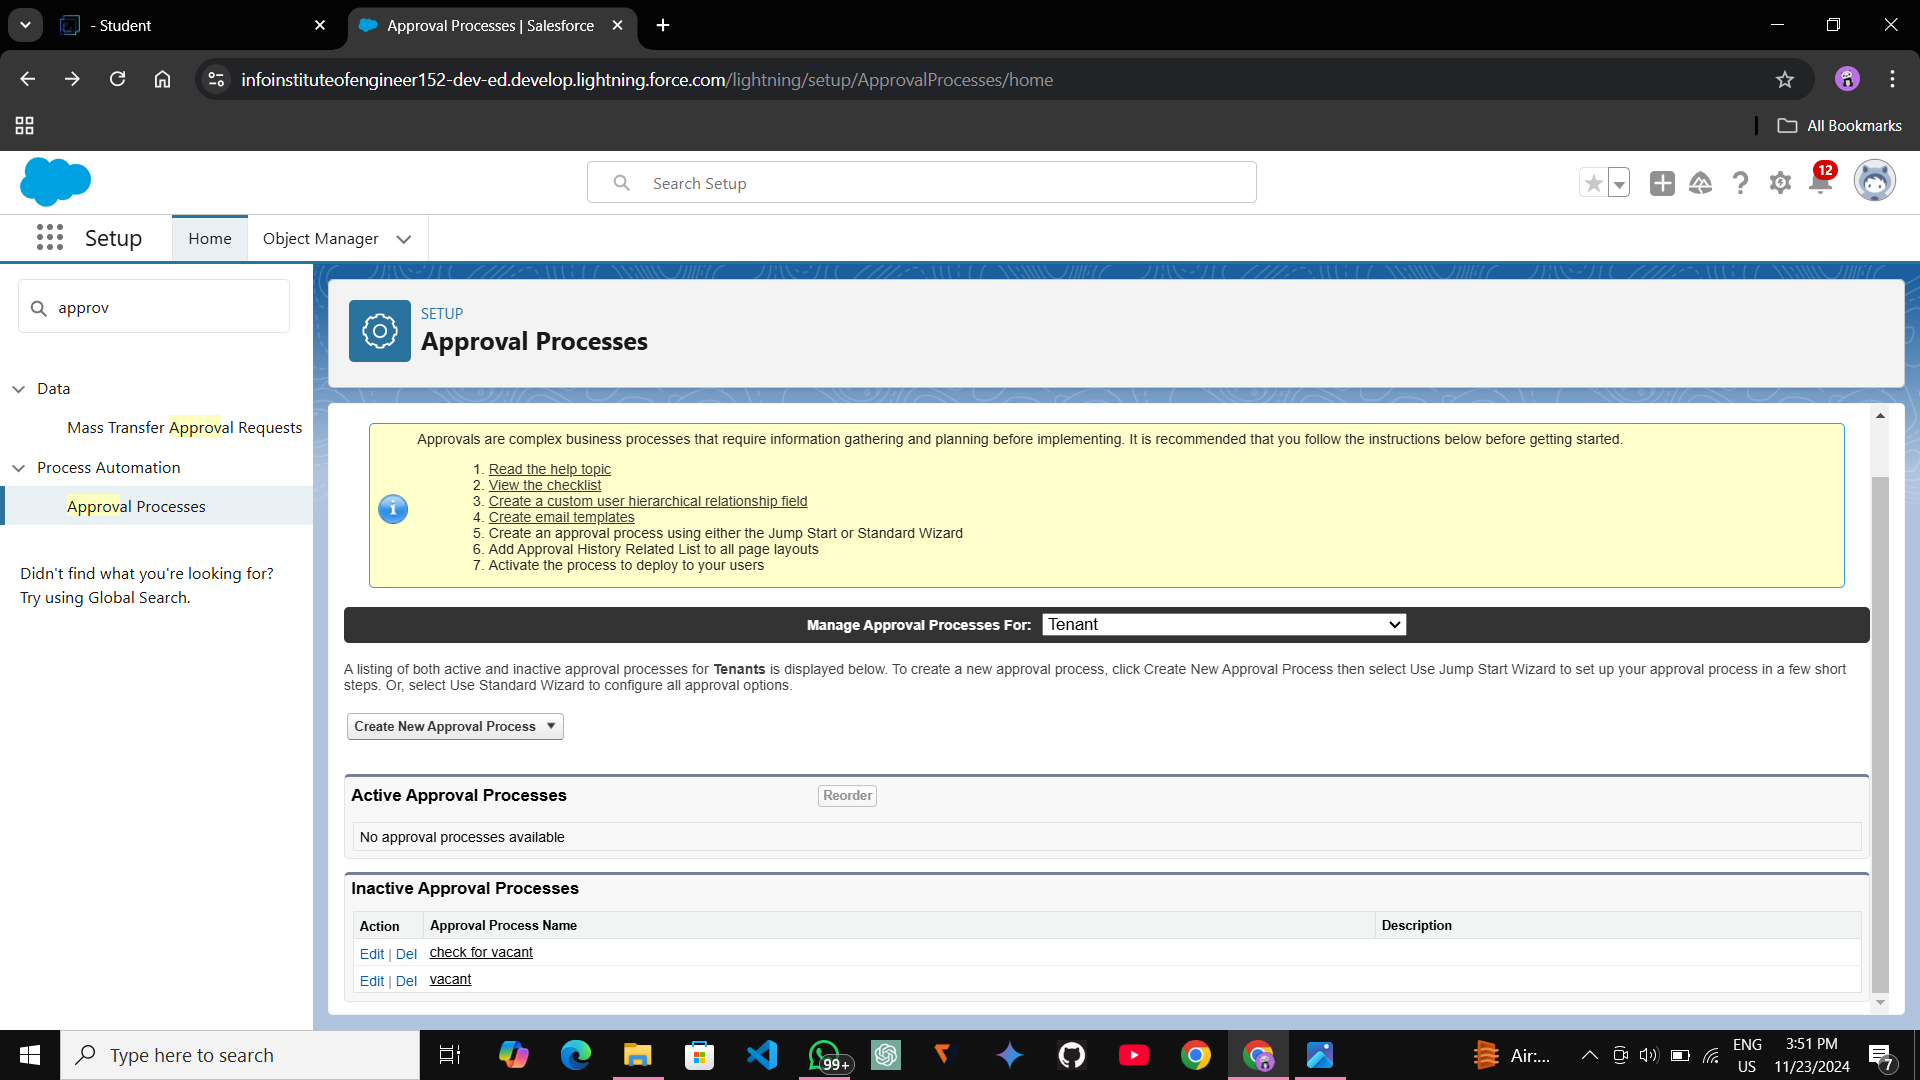 - Student
Approval Processes | Salesforce
infoinstituteofengineer152-dev-ed.develop.lightning.force.com/lightning/setup/ApprovalProcesses/home
All Bookmarks
Search Setup
12
Setup
Home
Object Manager
approv
Data
Mass Transfer Approval Requests
Process Automation
Approval Processes
Didn't find what you're looking for?
Try using Global Search.
SETUP
Approval Processes
Approvals are complex business processes that require information gathering and planning before implementing. It is recommended that you follow the instructions below before getting started.
1. Read the help topic
2. View the checklist
3. Create a custom user hierarchical relationship field
4. Create email templates
5. Create an approval process using either the Jump Start or Standard Wizard
6. Add Approval History Related List to all page layouts
7. Activate the process to deploy to your users
Manage Approval Processes For: Tenant
A listing of both active and inactive approval processes for Tenants is displayed below. To create a new approval process, click Create New Approval Process then select Use Jump Start Wizard to set up your approval process in a few short
steps. Or, select Use Standard Wizard to configure all approval options.
Create New Approval Process
Active Approval Processes
Reorder
No approval processes available
Inactive Approval Processes
Action Approval Process Name Description
Edit | Del check for vacant
Edit | Del vacant
Type here to search
99+
Air:...
ENG
US
3:51 PM
11/23/2024
7